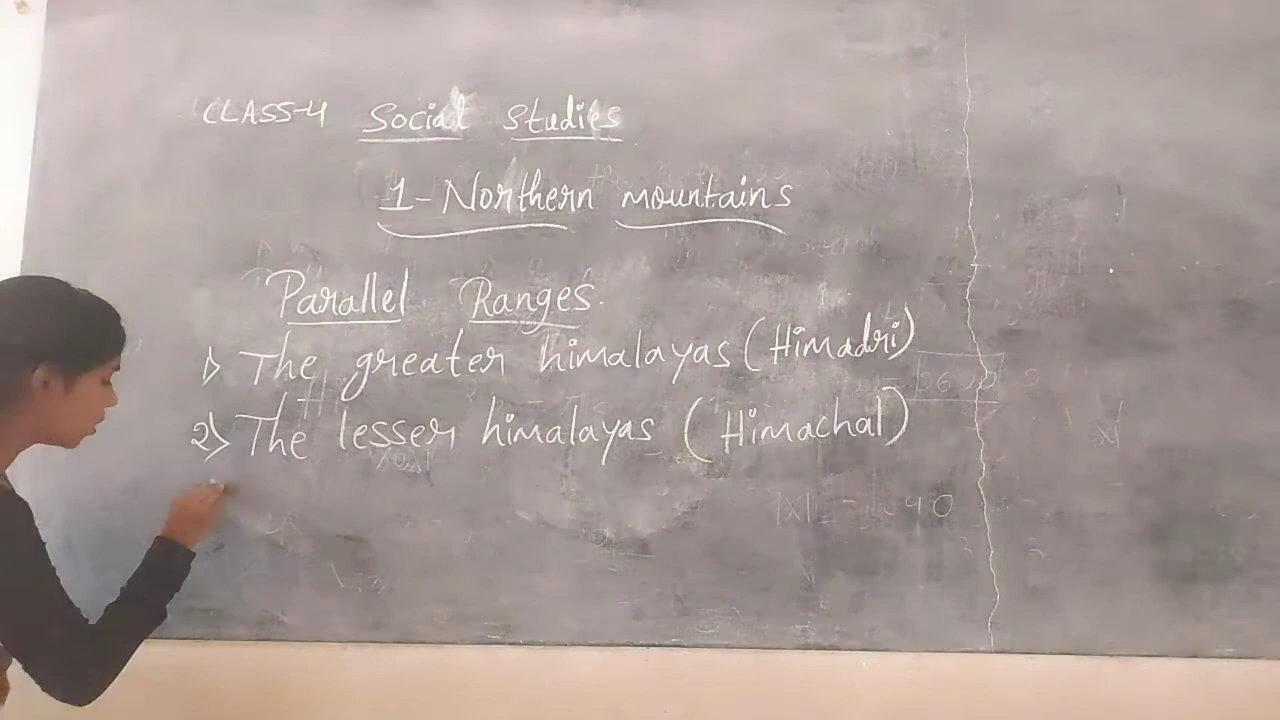 CLASS-4 Social Studies
1-Northern mountains
Parallel Ranges.
1) The greater himalayas (Himadri)
2) The lesser himalayas (Himachal)